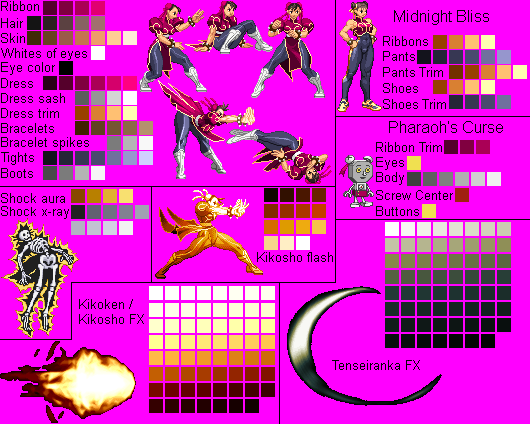 Ribbon
Hair
Skin
Whites of eyes
Eye color
Dress
Dress sash
Dress trim
Bracelets
Bracelet spikes
Tights
Boots
Midnight Bliss
Ribbons
Pants
Pants Trim
Shoes
Shoes Trim
Pharaoh's Curse
Ribbon Trim
Eyes
Body
Screw Center
Buttons
Shock aura
Shock x-ray
Kikosho flash
Kikoken /
Kikosho FX
Tenseiranka FX